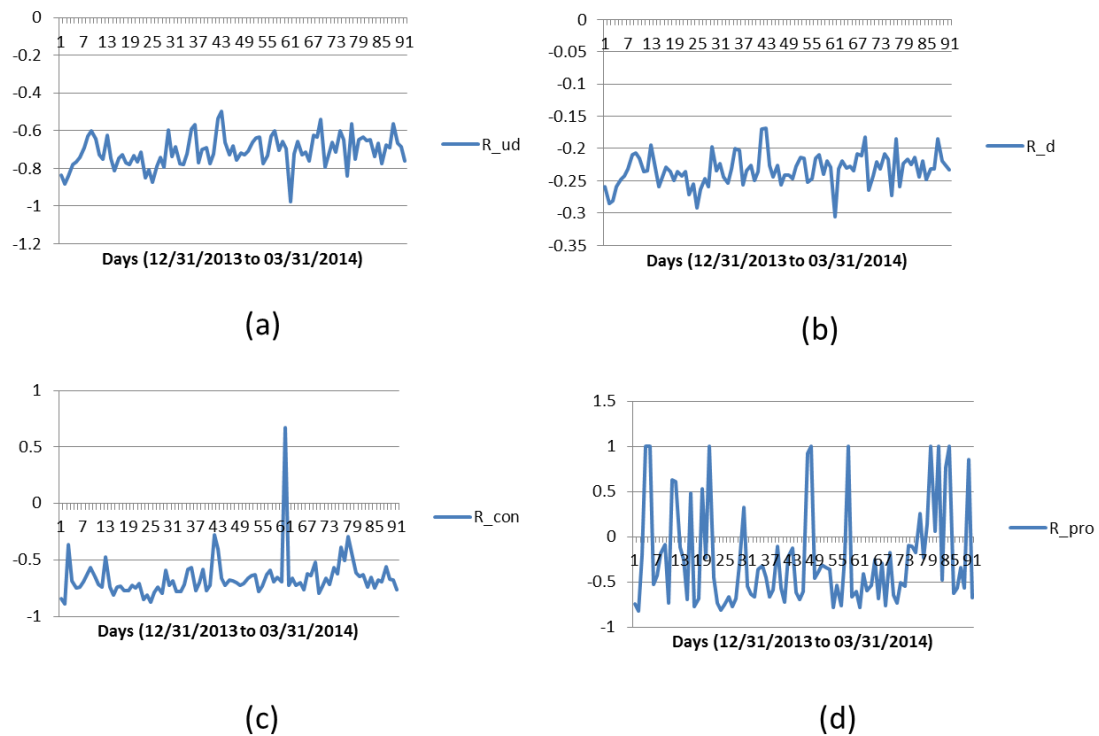 0
1 7 13 19 25 31 37 43 49 55 61 67 73 79 85 91
-0.2
-0.4
-0.6
-0.8
-1
-1.2
R_ud
Days (12/31/2013 to 03/31/2014)
(a)
0
1 7 13 19 25 31 37 43 49 55 61 67 73 79 85 91
-0.05
-0.1
-0.15
-0.2
-0.25
-0.3
-0.35
R_d
Days (12/31/2013 to 03/31/2014)
(b)
1
0.5
0
1 7 13 19 25 31 37 43 49 55 61 67 73 79 85 91
-0.5
-1
R_con
Days (12/31/2013 to 03/31/2014)
(c)
1.5
1
0.5
0
1 7 13 19 25 31 37 43 49 55 61 67 73 79 85 91
-0.5
-1
R_pro
Days (12/31/2013 to 03/31/2014)
(d)